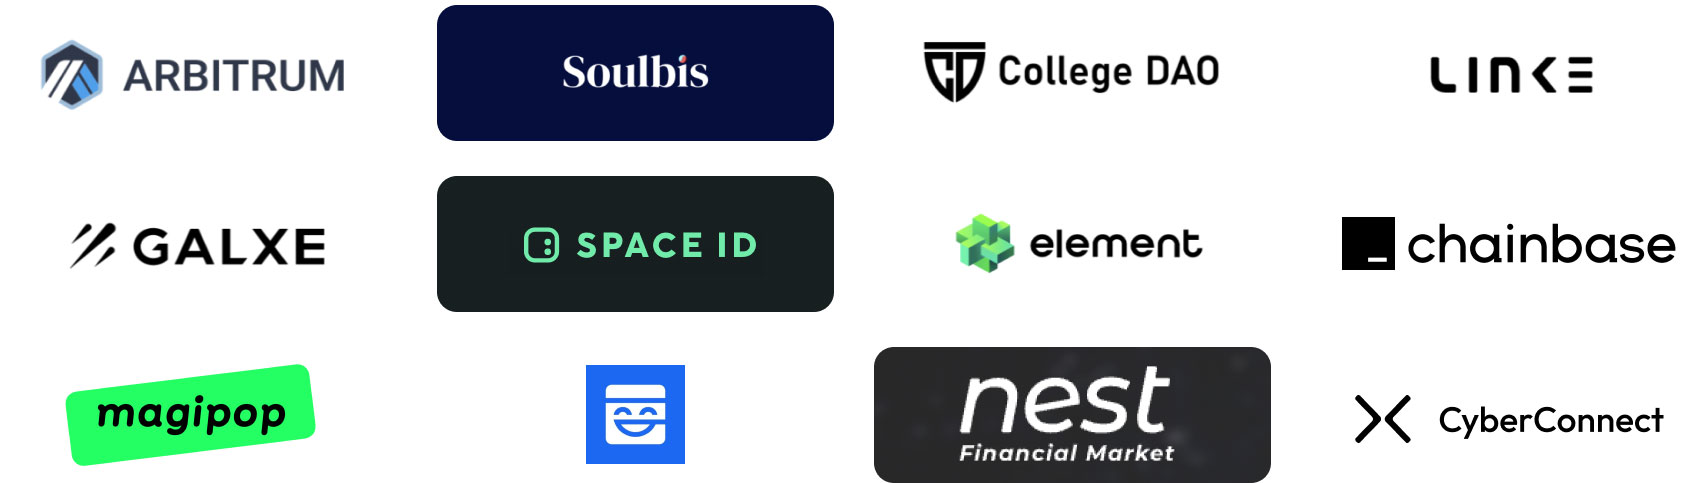 ARBITRUM
Soulbis
College DAO
LINKE
GALXE
SPACE ID
element
chainbase
magipop
nest
Financial Market
CyberConnect